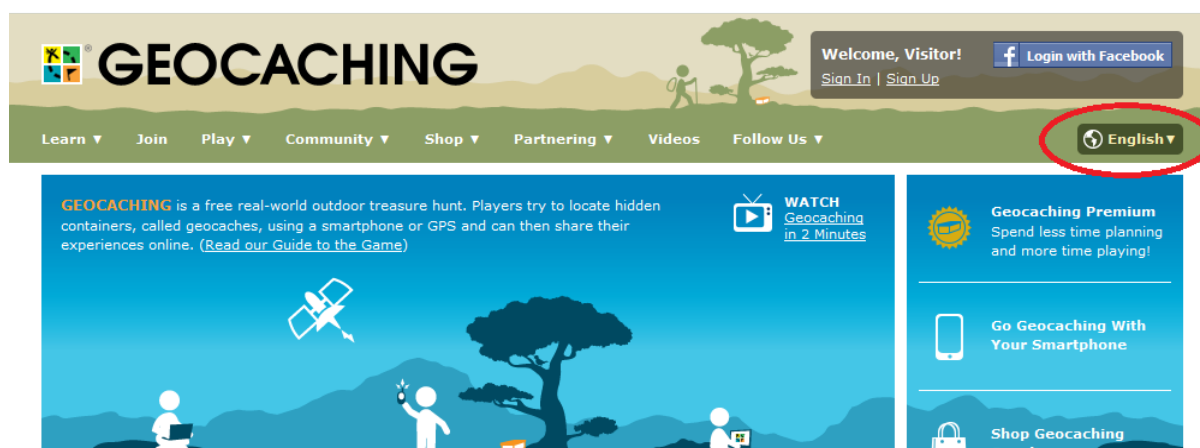 GEOCACHING
Welcome, Visitor!
Login with Facebook
Sign In | Sign Up
Learn ▼ Join Play ▼ Community ▼ Shop ▼ Partnering ▼ Videos Follow Us ▼ English ▼
GEOCACHING is a free real-world outdoor treasure hunt. Players try to locate hidden
containers, called geocaches, using a smartphone or GPS and can then share their
experiences online. (Read our Guide to the Game)
WATCH
Geocaching
in 2 Minutes
Geocaching Premium
Spend less time planning
and more time playing!
Go Geocaching With
Your Smartphone
Shop Geocaching